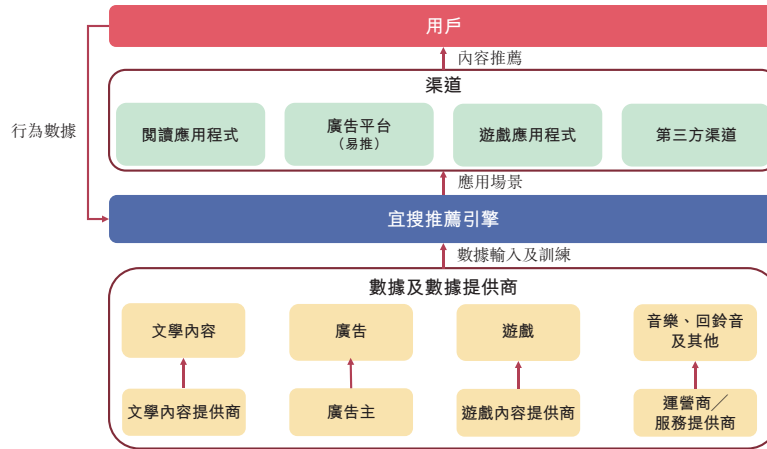 用戶
內容推薦
渠道
行為數據
閱讀應用程式
廣告平台
（易推）
遊戲應用程式
第三方渠道
應用場景
宜搜推薦引擎
數據輸入及訓練
數據及數據提供商
文學內容
廣告
遊戲
音樂、回鈴音
及其他
文學內容提供商
廣告主
遊戲內容提供商
運營商／
服務提供商